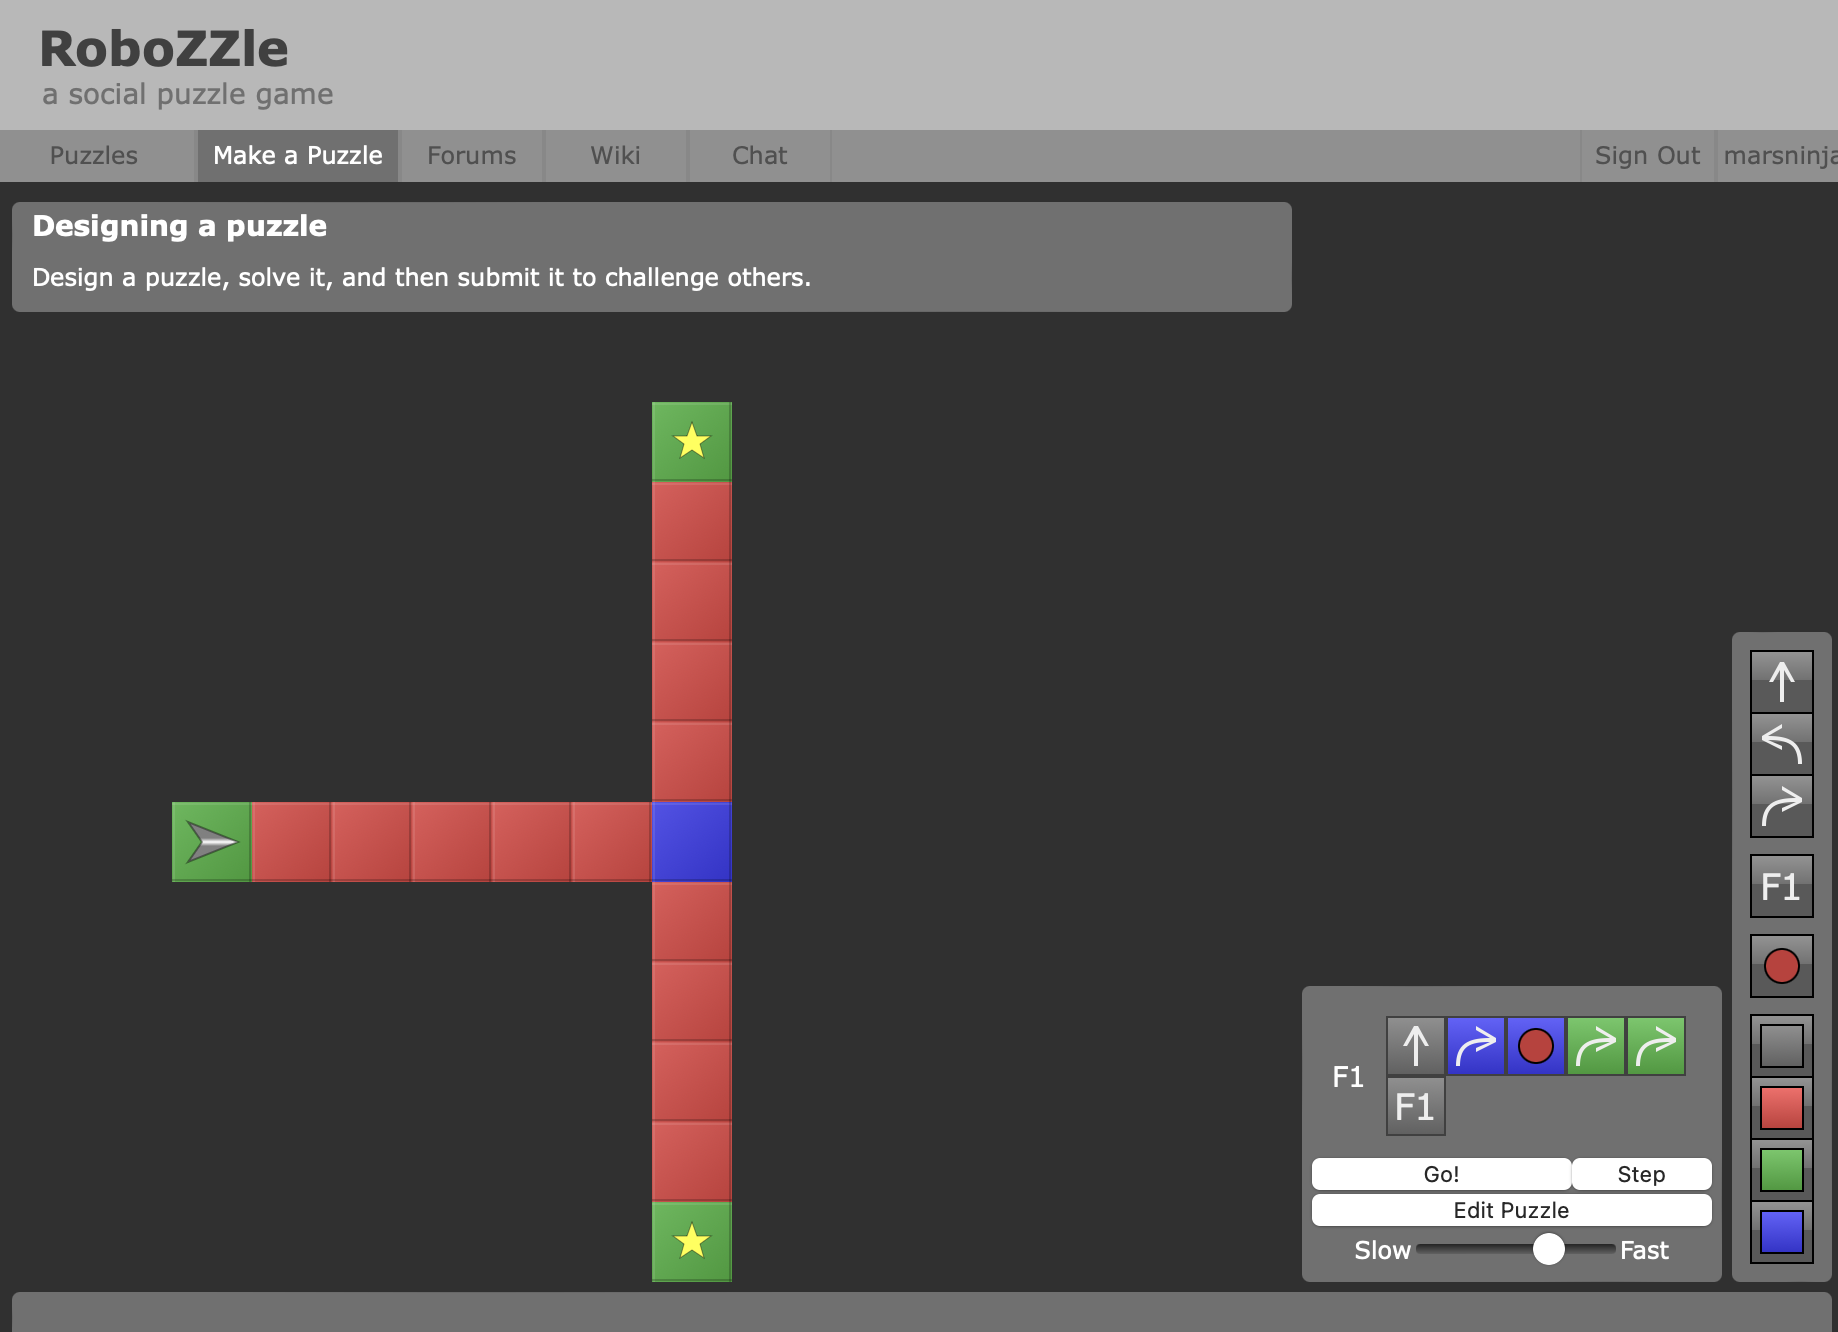 RoboZZle
a social puzzle game
Puzzles Make a Puzzle Forums Wiki Chat Sign Out marsninja
Designing a puzzle
Design a puzzle, solve it, and then submit it to challenge others.
F1
F1
F1
Go! Step
Edit Puzzle
Slow Fast